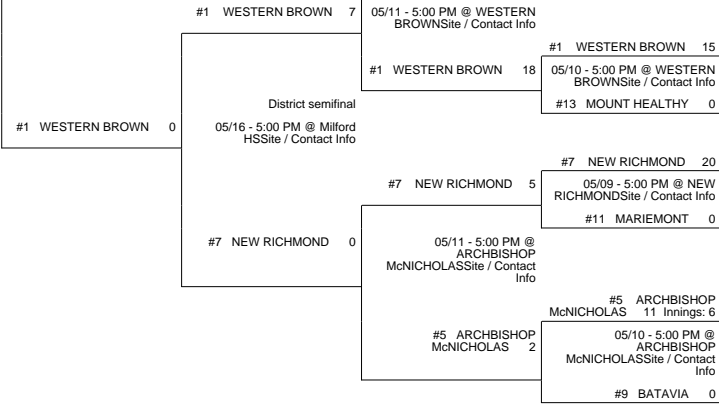 #1 WESTERN BROWN 7
05/11 - 5:00 PM @ WESTERN
BROWNSite / Contact Info
#1 WESTERN BROWN 15
#1 WESTERN BROWN 18
05/10 - 5:00 PM @ WESTERN
BROWNSite / Contact Info
District semifinal
#13 MOUNT HEALTHY 0
#1 WESTERN BROWN 0
05/16 - 5:00 PM @ Milford
HSSite / Contact Info
#7 NEW RICHMOND 20
#7 NEW RICHMOND 5
05/09 - 5:00 PM @ NEW
RICHMONDSite / Contact Info
#11 MARIEMONT 0
#7 NEW RICHMOND 0
05/11 - 5:00 PM @
ARCHBISHOP
McNICHOLASSite / Contact
Info
#5 ARCHBISHOP
McNICHOLAS 11 Innings: 6
#5 ARCHBISHOP
McNICHOLAS 2
05/10 - 5:00 PM @
ARCHBISHOP
McNICHOLASSite / Contact
Info
#9 BATAVIA 0